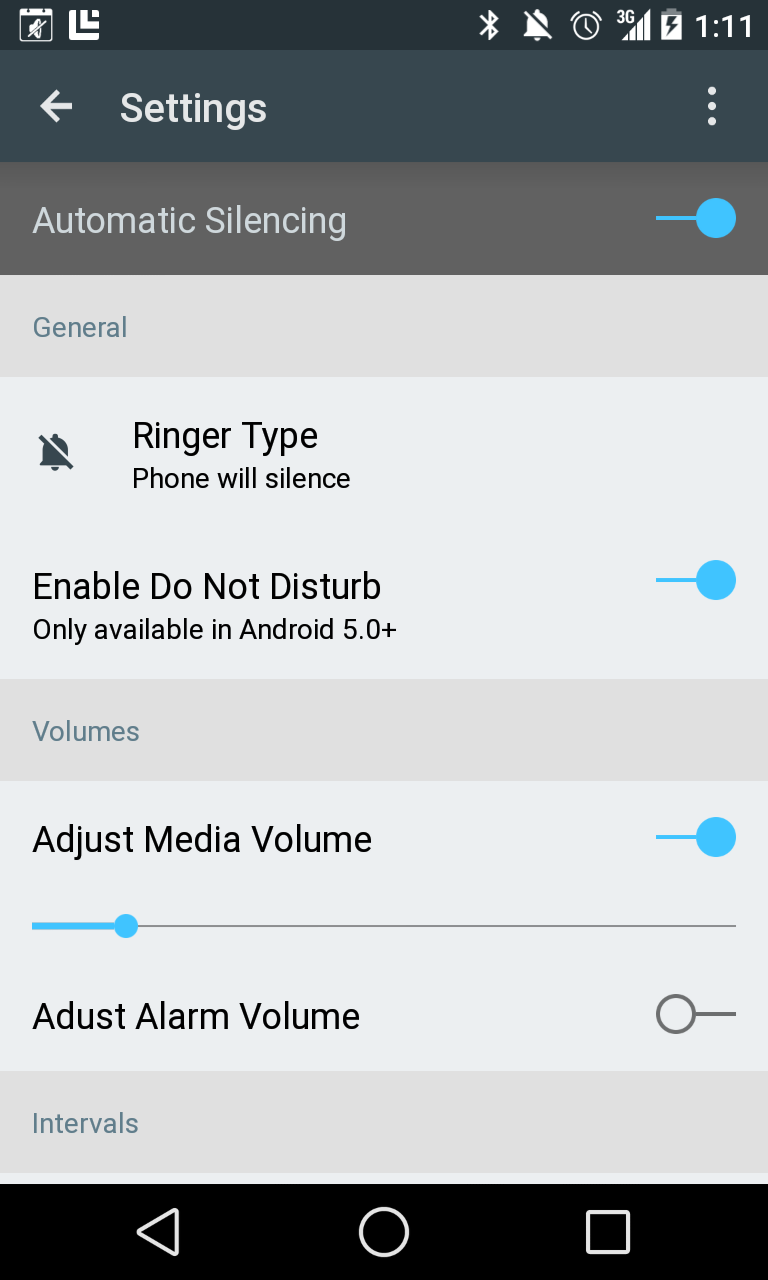 3G 1:11
Settings
Automatic Silencing
General
Ringer Type
Phone will silence
Enable Do Not Disturb
Only available in Android 5.0+
Volumes
Adjust Media Volume
Adust Alarm Volume
Intervals